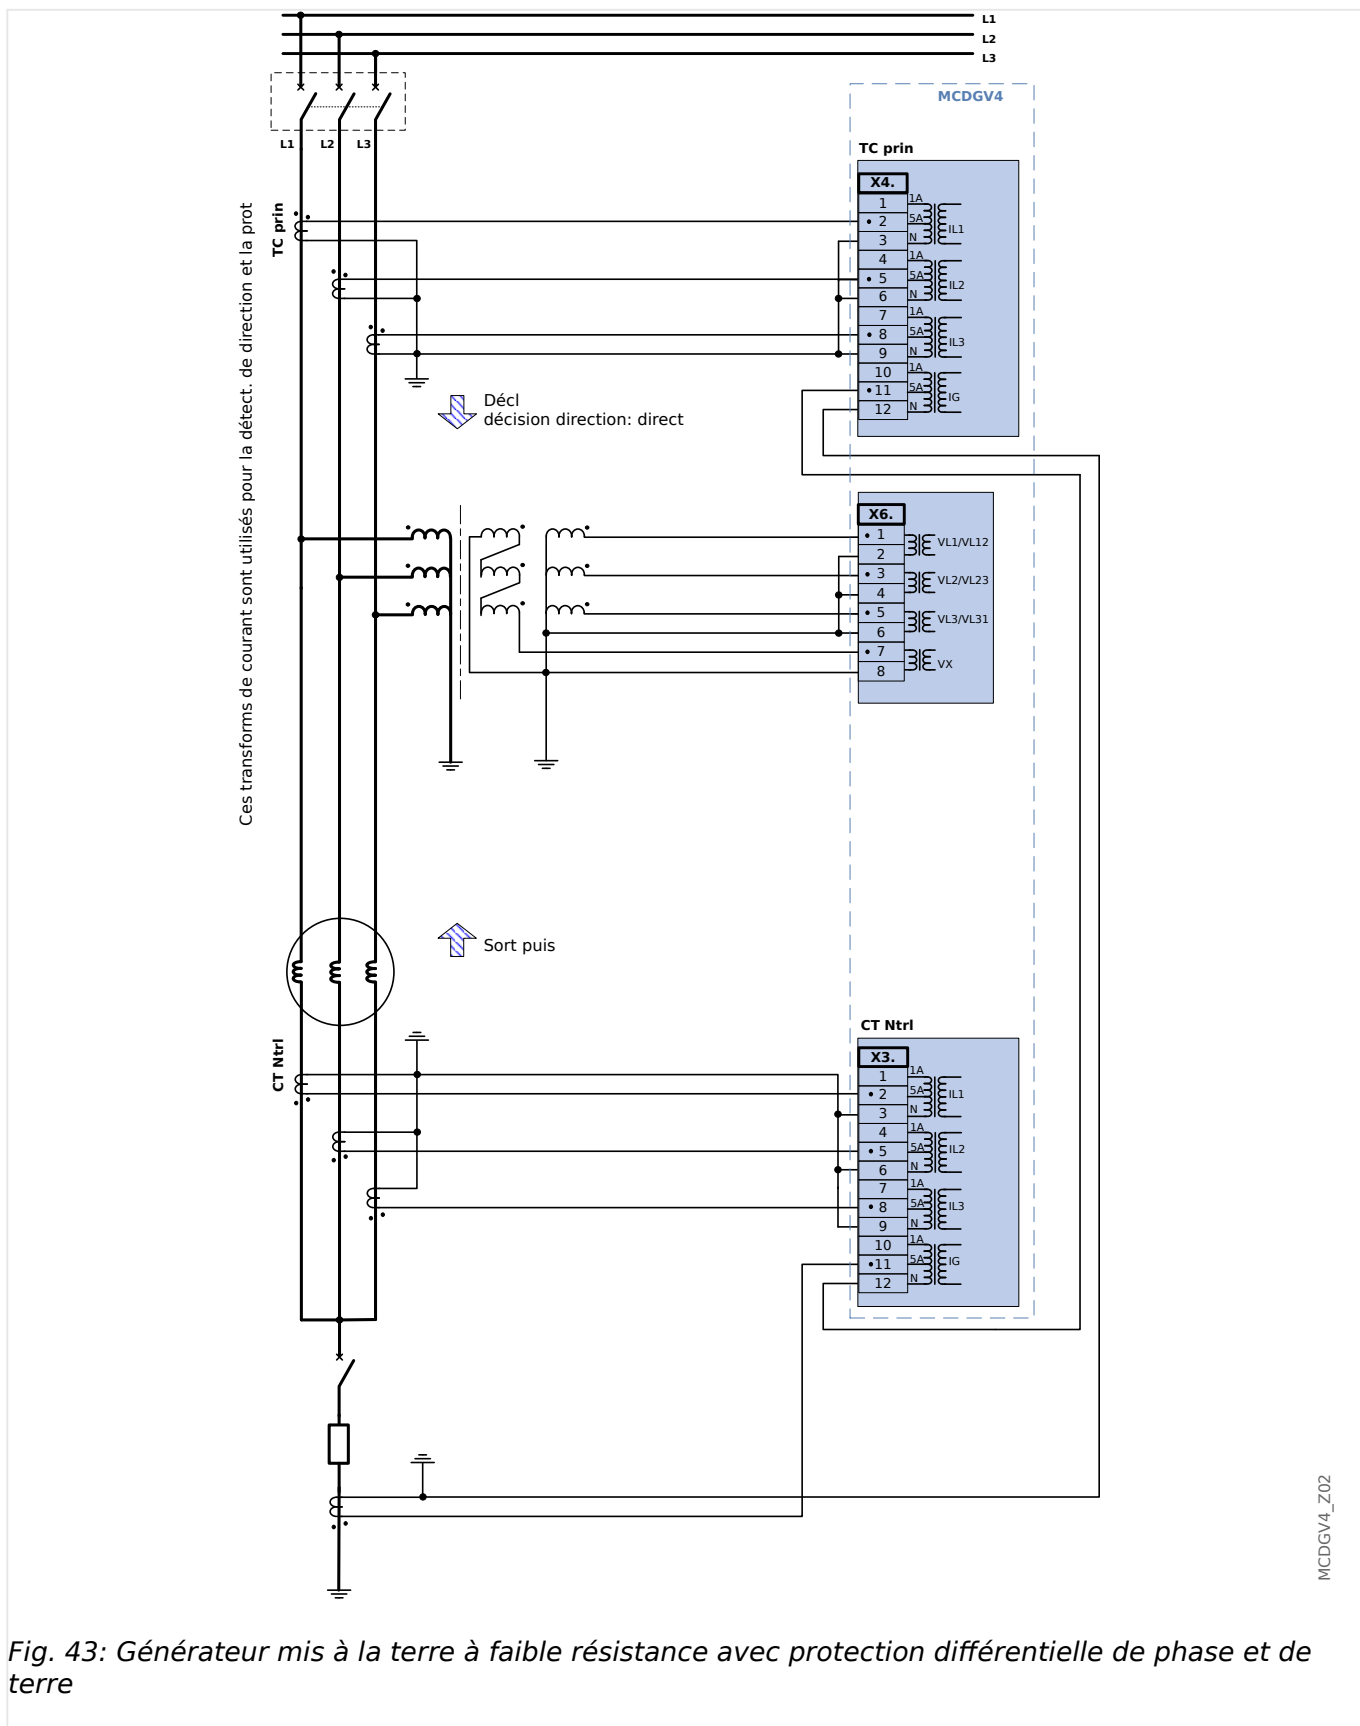 L1
L2
L3
MCDGV4
L1 L2 L3
TC prin
Ces transforms de courant sont utilisés pour la détect. de direction et la prot
TC prin
X4.
1 1A
2 5A
IL1
3 N
4 1A
5 5A
IL2
6 N
7 1A
8 5A
IL3
9 N
10 1A
11 5A
IG
12 N
Décl
décision direction: direct
X6.
1
VL1/VL12
2
3
VL2/VL23
4
5
VL3/VL31
6
7
VX
8
Sort puis
CT Ntrl
CT Ntrl
X3.
1 1A
2 5A
IL1
3 N
4 1A
5 5A
IL2
6 N
7 1A
8 5A
IL3
9 N
10 1A
11 5A
IG
12 N
MCDGV4_Z02
Fig. 43: Générateur mis à la terre à faible résistance avec protection différentielle de phase et de
terre